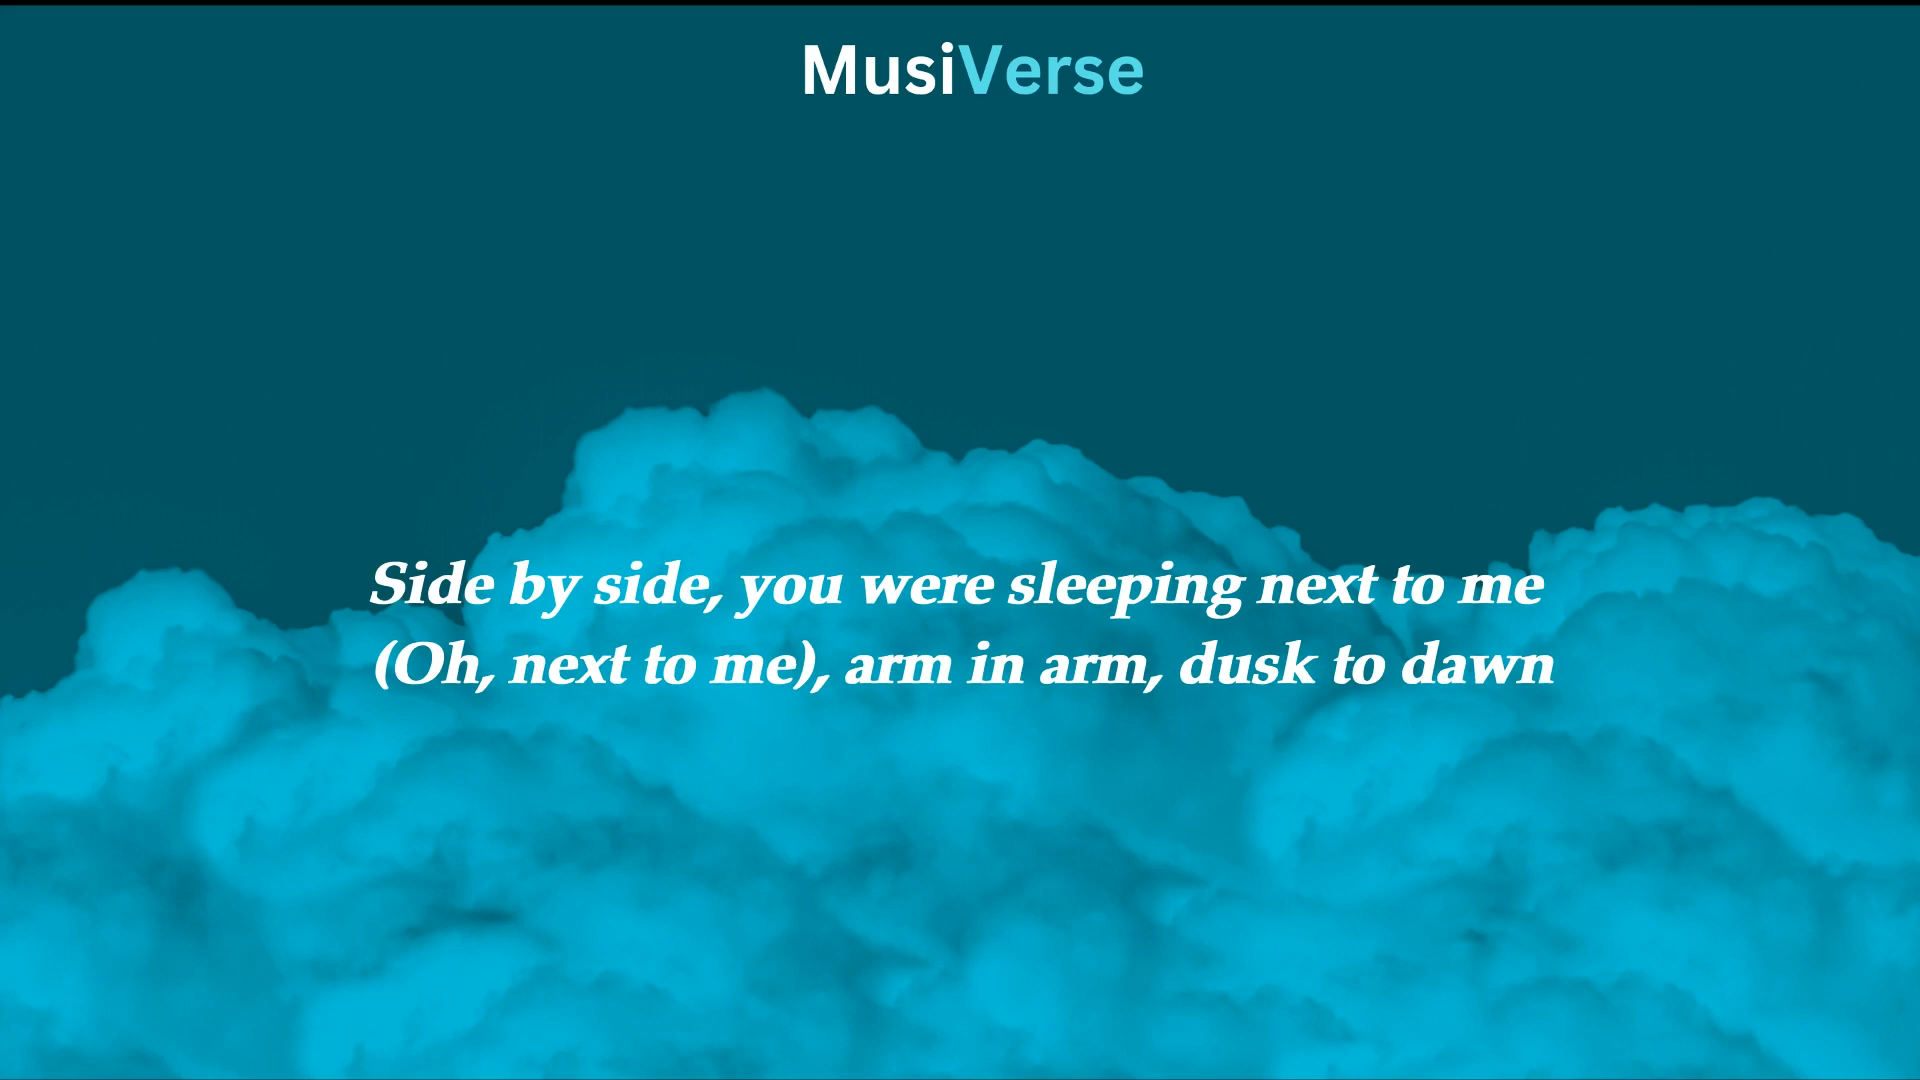 MusiVerse
Side by side, you were sleeping next to me
(Oh, next to me), arm in arm, dusk to dawn